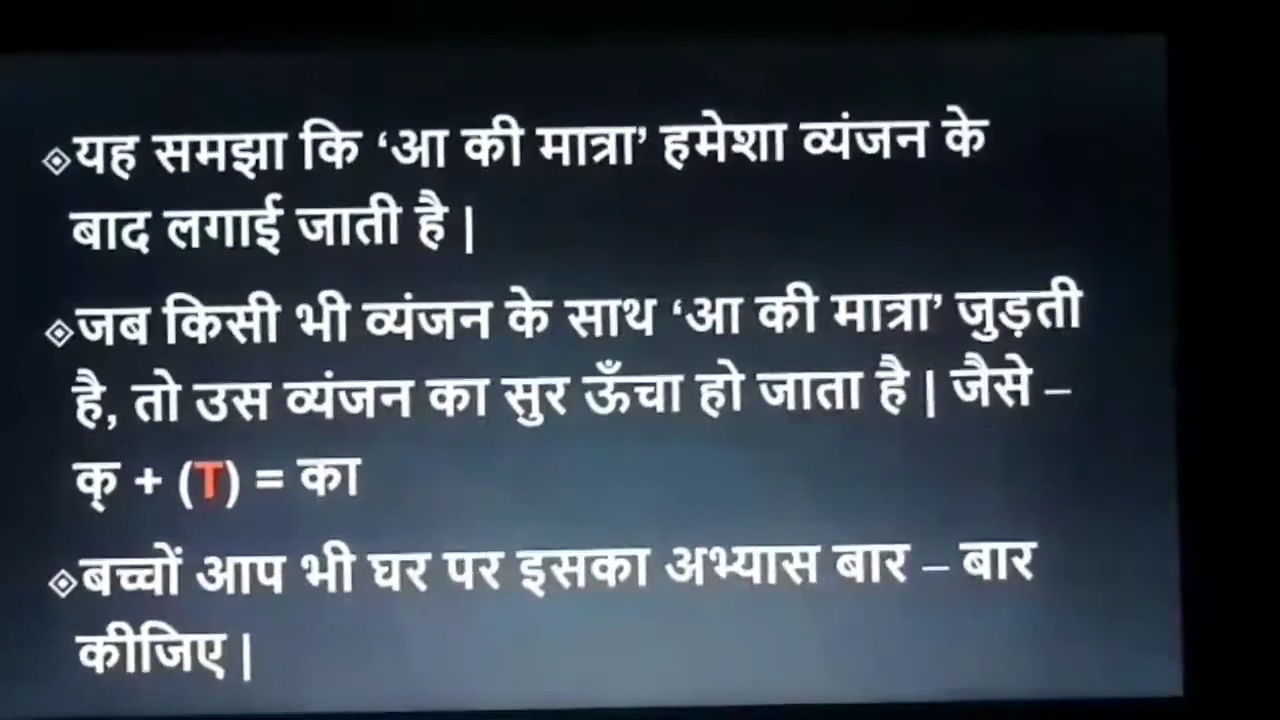 यह समझा कि ‘आ की मात्रा’ हमेशा व्यंजन के
बाद लगाई जाती है |
जब किसी भी व्यंजन के साथ ‘आ की मात्रा’ जुड़ती
है, तो उस व्यंजन का सुर ऊँचा हो जाता है | जैसे –
क् + (T) = का
बच्चों आप भी घर पर इसका अभ्यास बार – बार
कीजिए |